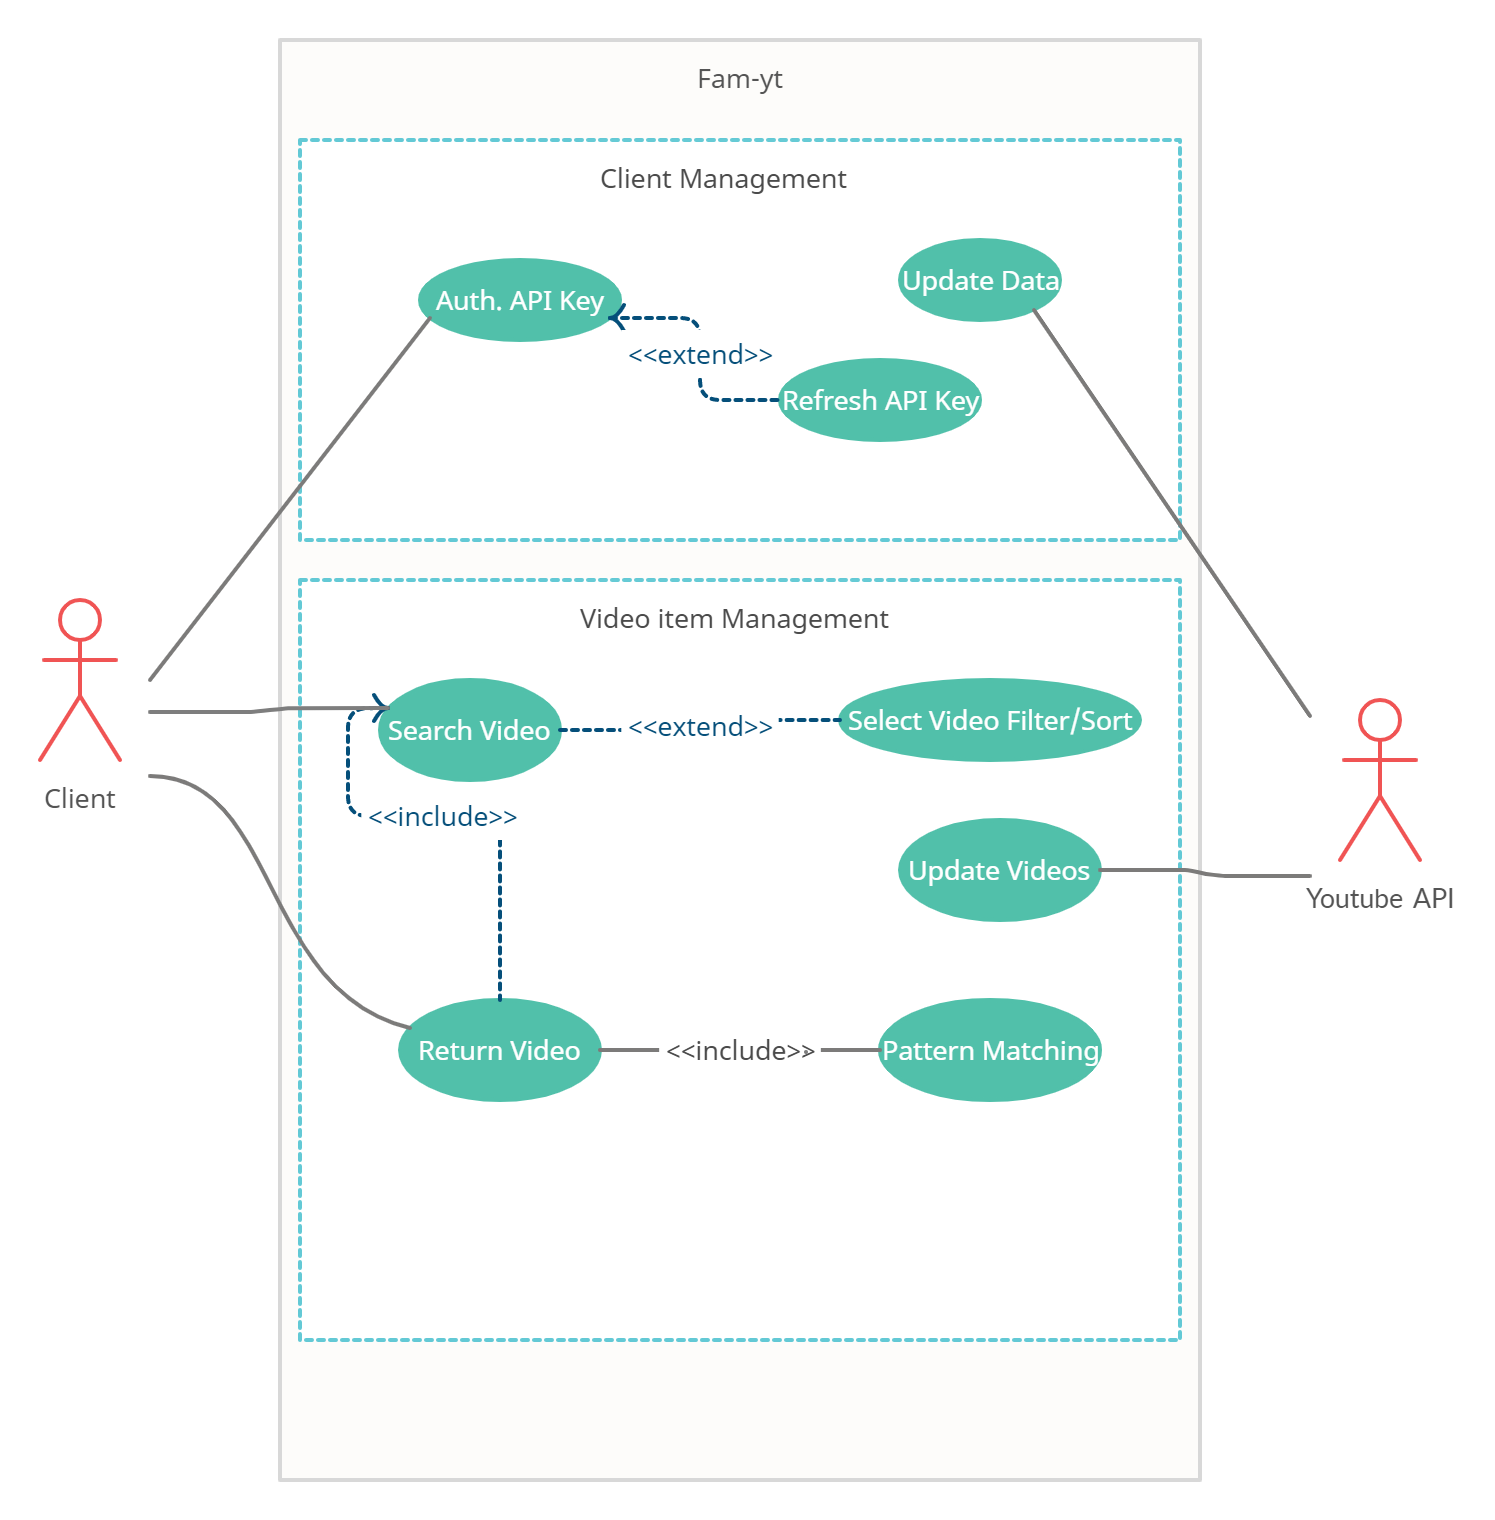 Fam-yt
Client Management
Update Data
Auth. API Key
<<extend>>
Refresh API Key
Video item Management
Search Video
<<extend>>
Select Video Filter/Sort
Client
<<include>>
Update Videos
Youtube API
Return Video
<<include>>
Pattern Matching